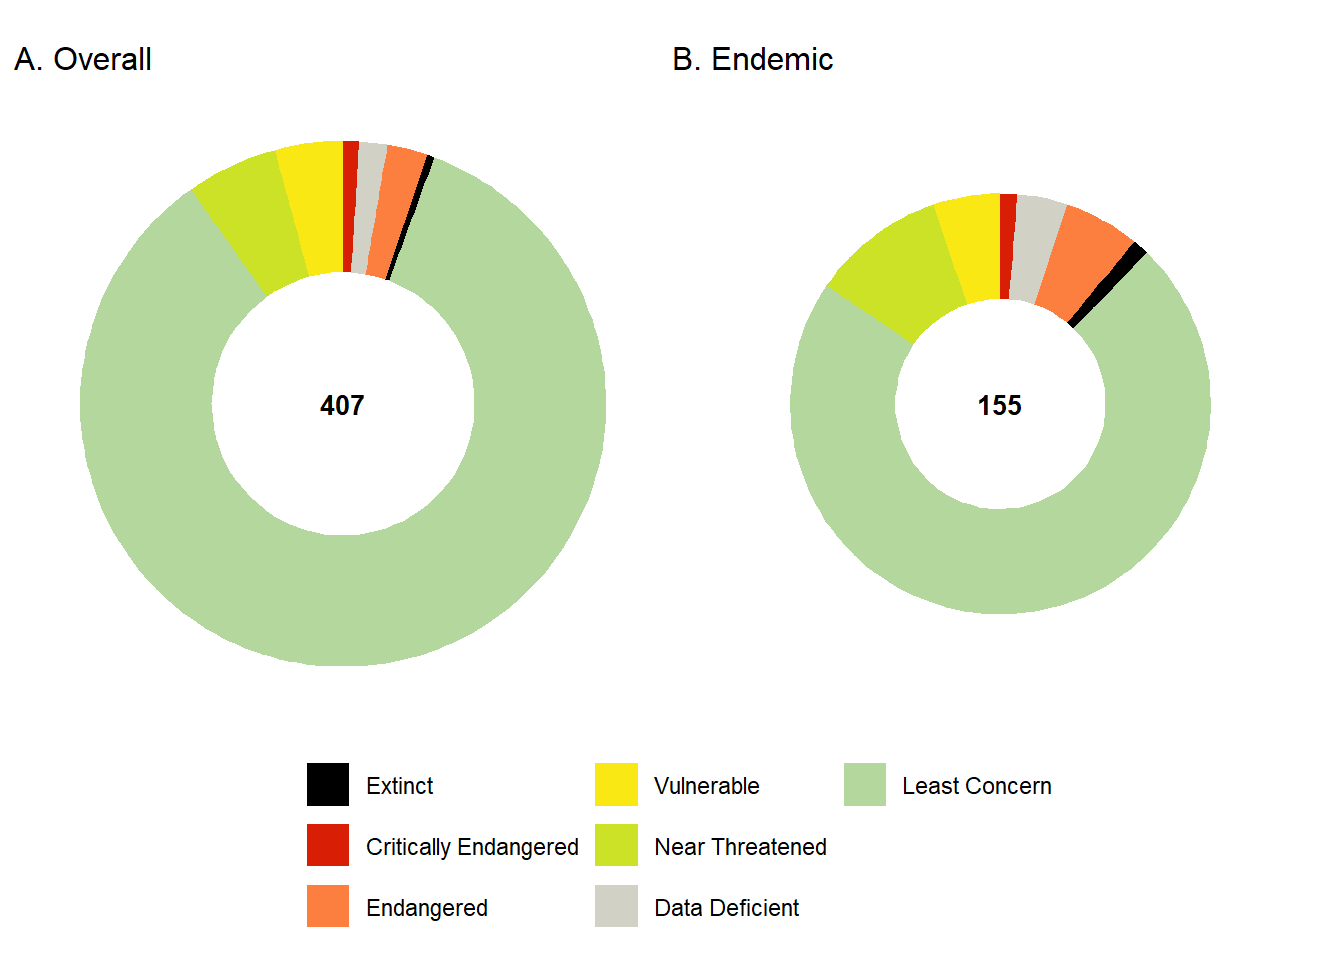 A. Overall
B. Endemic
407
155
Extinct
Vulnerable
Least Concern
Critically Endangered
Near Threatened
Endangered
Data Deficient